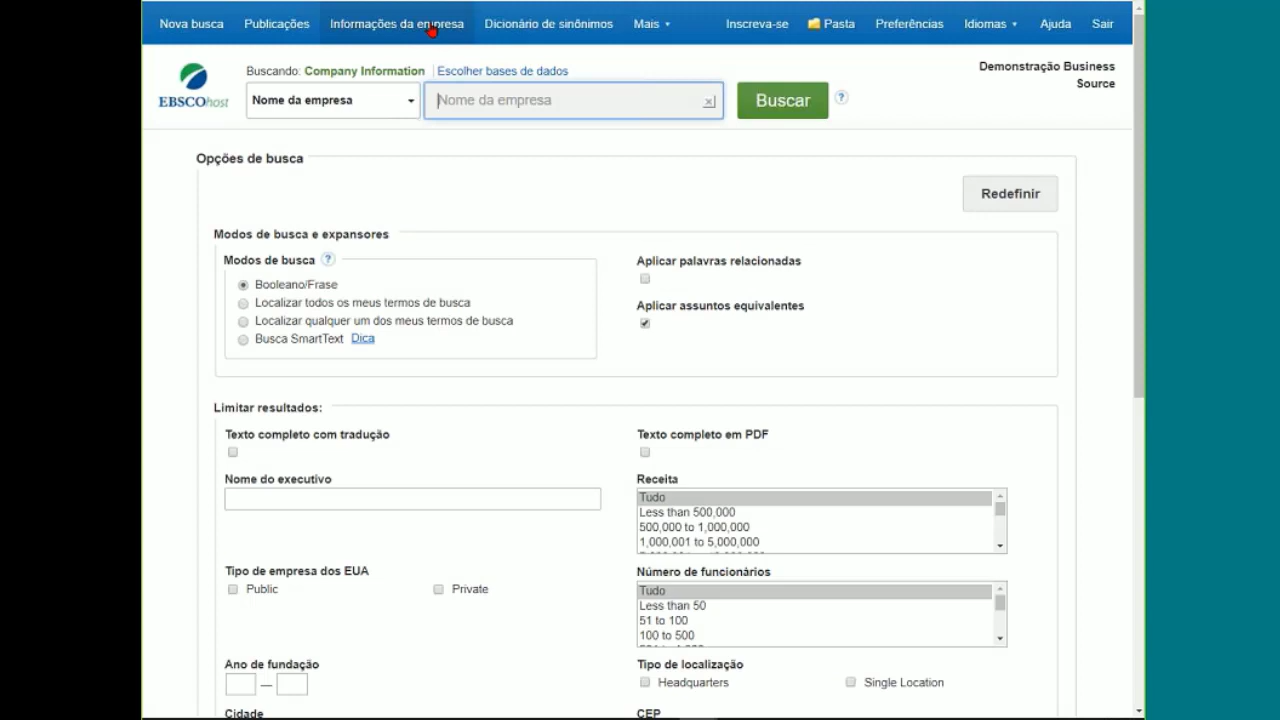 Nova busca Publicações Informações da empresa Dicionário de sinônimos Mais Inscreva-se Pasta Preferências Idiomas Ajuda Sair
Buscando: Company Information Escolher bases de dados
Demonstração Business
Source
EBSCOhost
Nome da empresa Nome da empresa Buscar ?
Opções de busca
Redefinir
Modos de busca e expansores
Modos de busca ?
Booleano/Frase
Localizar todos os meus termos de busca
Localizar qualquer um dos meus termos de busca
Busca SmartText Dica
Aplicar palavras relacionadas
Aplicar assuntos equivalentes
Limitar resultados:
Texto completo com tradução
Texto completo em PDF
Nome do executivo
Receita
Tudo
Less than 500,000
500,000 to 1,000,000
1,000,001 to 5,000,000
Tipo de empresa dos EUA
Public Private
Número de funcionários
Tudo
Less than 50
51 to 100
100 to 500
Ano de fundação
—
Tipo de localização
Headquarters Single Location
Cidade
CEP